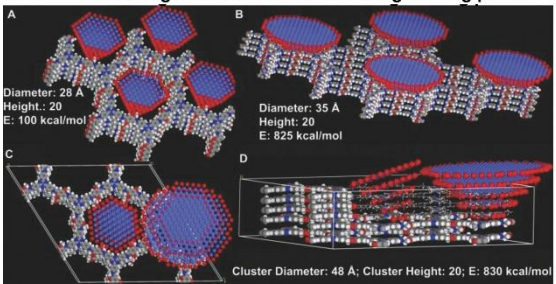 A
Diameter: 28 Å
Height.: 20
E: 100 kcal/mol
B
Diameter: 35 Å
Height: 20
E: 825 kcal/mol
C
D
Cluster Diameter: 48 Å; Cluster Height: 20; E: 830 kcal/mol